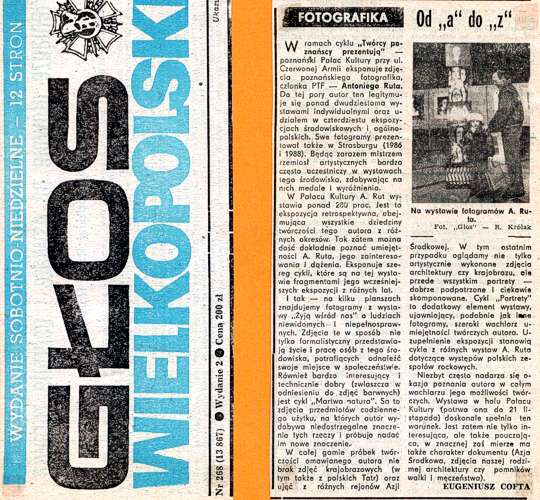 WYDANIE SOBOTNIO-NIEDZIELNE — 12 STRON
GŁOS
WIELKOPOLSKI
Nr 268 (13 867) ● Wydanie 2 ● Cena 200 zł
FOTOGRAFIKA
Od „a” do „z”
W ramach cyklu „Twórcy po-
znańscy prezentują” —
poznański Pałac Kultury przy ul.
Czerwonej Armii eksponuje zdję-
cia poznańskiego fotografika,
członka PTF — Antoniego Ruta.
Do tej pory autor ten legitymu-
je się ponad dwudziestoma wy-
stawami indywidualnymi oraz u-
działem w czterdziestu ekspozy-
cjach środowiskowych i ogólno-
polskich. Swe fotogramy prezen-
tował także w Strasburgu (1986
i 1988). Będąc zarazem mistrzem
rzemiosł artystycznych bardzo
często uczestniczy w wystawach
tego środowiska, zdobywając na
nich medale i wyróżnienia.
W Pałacu Kultury A. Rut wy-
stawia ponad 280 prac. Jest to
ekspozycja retrospektywna, obej-
mująca wszystkie dziedziny
twórczości tego autora z róż-
nych okresów. Tak zatem można
dość dokładnie poznać umiejęt-
ności A. Ruta, jego zaintereso-
wania i dążenia. Eksponuje sze-
reg cykli, które są na tej wysta-
wie fragmentami jego wcześniej-
szych ekspozycji z różnych lat.
I tak — na kilku planszach
znajdujemy fotogramy z wysta-
wy „Żyją wśród nas” o ludziach
niewidomych i niepełnospraw-
nych. Zdjęcia te w sposób nie
tylko formalistyczny przedstawia-
ją życie i pracę osób z tego śro-
dowiska, potrafiących odnaleźć
swoje miejsce w społeczeństwie.
Również bardzo interesujący i
technicznie dobry (zwłaszcza w
odniesieniu do zdjęć barwnych)
jest cykl „Martwa natura”. Są to
zdjęcia przedmiotów codzienne-
go użytku, na których autor wy-
dobywa niedostrzegalne znacze-
nie tych rzeczy i próbuje nadać
im nowe znaczenie.
W całej gamie próbek twór-
czości omawianego autora nie
brak zdjęć krajobrazowych (w
tym także z polskich Tatr) oraz
ujęć z różnych rejonów Azji
Na wystawie fotogramów A. Ru-
ta.
Fot. „Głos” — R. Królak
Środkowej. W tym ostatnim
przypadku oglądamy nie tylko
artystycznie wykonane zdjęcia
architektury czy krajobrazu, ale
przede wszystkim portrety —
dobrze podpatrzone i ciekawie
skomponowane. Cykl „Portrety”
to dodatkowy element wystawy,
ujawniający, podobnie jak inne
fotogramy, szeroki wachlarz u-
miejętności twórczych autora. U-
zupełnienie ekspozycji stanowią
cykle z różnych wystaw A. Ruta
dotyczące występów polskich ze-
społów rockowych.
Niezbyt często nadarza się o-
kazja poznania autora w całym
wachlarzu jego możliwości twór-
czych. Wystawa w holu Pałacu
Kultury (potrwa ona do 21 lis-
topada) doskonale spełnia ten
warunek. Jest zatem nie tylko in-
teresująca, ale także pouczają-
ca, w znacznej zaś mierze ma
także charakter dokumentu (Azja
Środkowa, zdjęcia naszej rodzi-
mej architektury czy pomników
walki i męczeństwa).
EUGENIUSZ COFTA